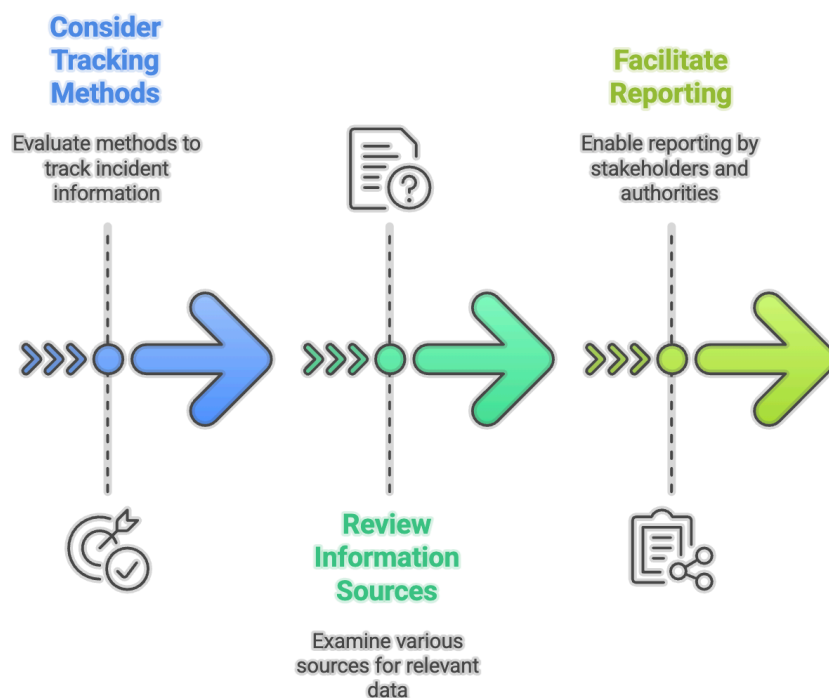 Consider
Tracking
Methods
Evaluate methods to
track incident
information
Review
Information
Sources
Examine various
sources for relevant
data
Facilitate
Reporting
Enable reporting by
stakeholders and
authorities